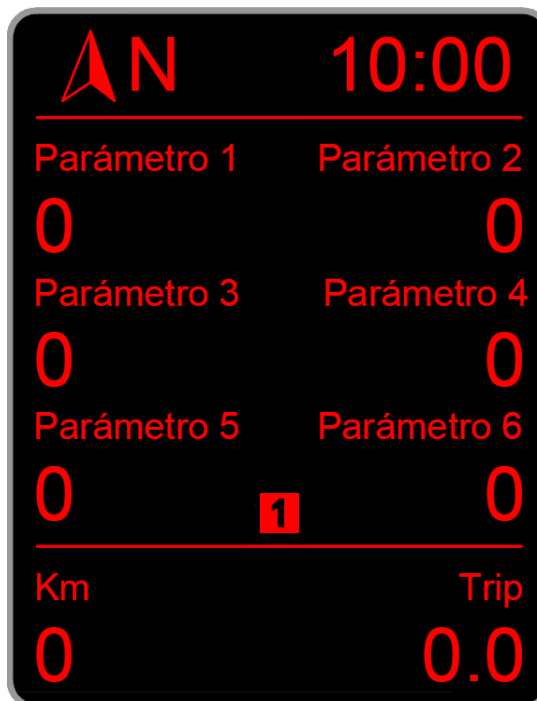 N 10:00
Parámetro 1 Parámetro 2
0 0
Parámetro 3 Parámetro 4
0 0
Parámetro 5 Parámetro 6
0 1 0
Km Trip
0 0.0